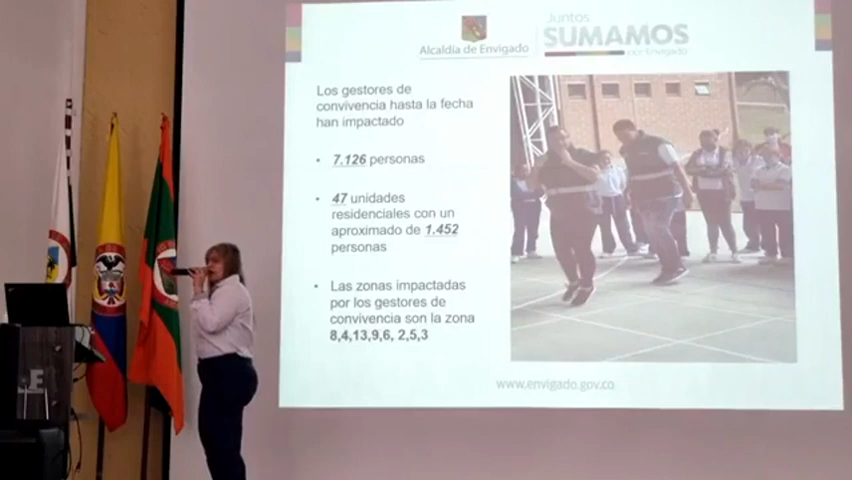 Alcaldía de Envigado
Juntos
SUMAMOS
por Envigado
Los gestores de
convivencia hasta la fecha
han impactado
• 7.126 personas
• 47 unidades
residenciales con un
aproximado de 1.452
personas
• Las zonas impactadas
por los gestores de
convivencia son la zona
8,4,13,9,6, 2,5,3
www.envigado.gov.co